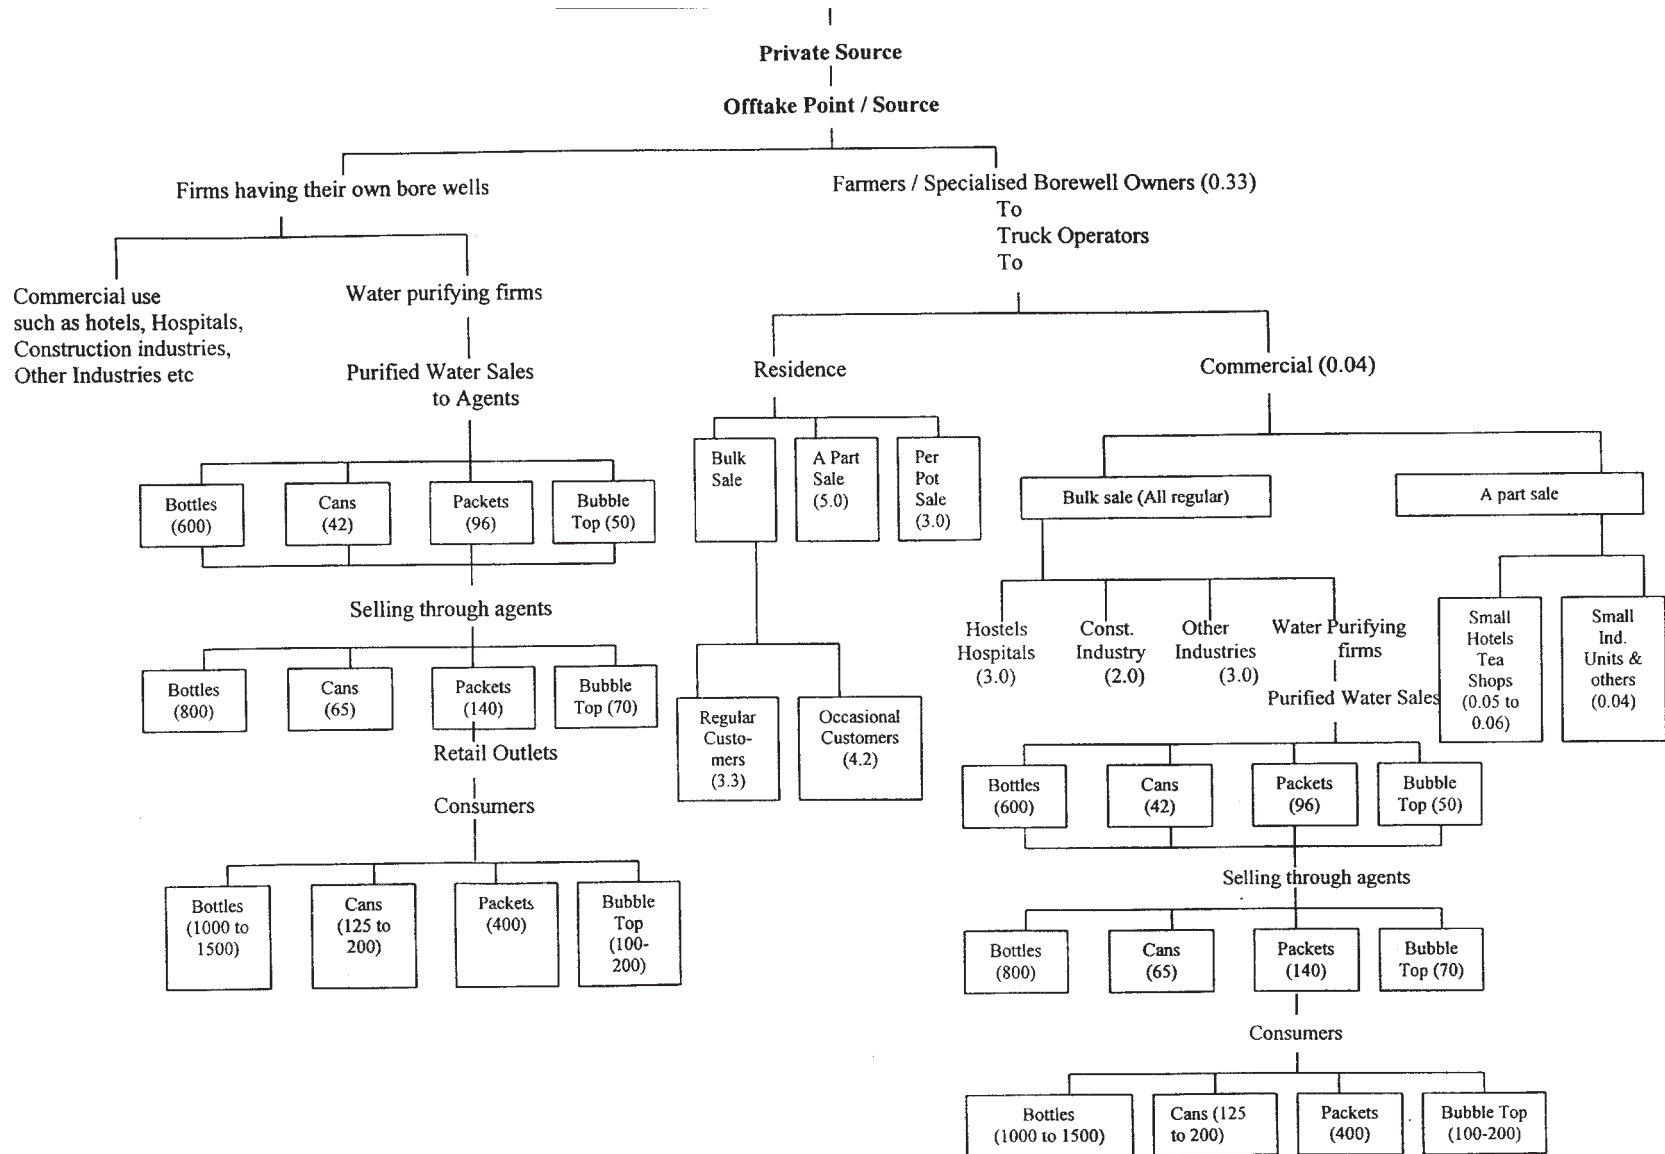 Private Source
Offtake Point / Source
Firms having their own bore wells
Farmers / Specialised Borewell Owners (0.33)
To
Truck Operators
To
Commercial use
such as hotels, Hospitals,
Construction industries,
Other Industries etc
Water purifying firms
Purified Water Sales
to Agents
Bottles
(600)
Cans
(42)
Packets
(96)
Bubble
Top (50)
Selling through agents
Bottles
(800)
Cans
(65)
Packets
(140)
Bubble
Top (70)
Retail Outlets
Consumers
Bottles
(1000 to
1500)
Cans
(125 to
200)
Packets
(400)
Bubble
Top
(100-
200)
Residence
Bulk
Sale
A Part
Sale
(5.0)
Per
Pot
Sale
(3.0)
Regular
Custo-
mers
(3.3)
Occasional
Customers
(4.2)
Commercial (0.04)
Bulk sale (All regular)
A part sale
Hostels
Hospitals
(3.0)
Const.
Industry
(2.0)
Other
Industries
(3.0)
Water Purifying
firms
Purified Water Sales
Small
Hotels
Tea
Shops
(0.05 to
0.06)
Small
Ind.
Units &
others
(0.04)
Bottles
(600)
Cans
(42)
Packets
(96)
Bubble
Top (50)
Selling through agents
Bottles
(800)
Cans
(65)
Packets
(140)
Bubble
Top (70)
Consumers
Bottles
(1000 to 1500)
Cans (125
to 200)
Packets
(400)
Bubble Top
(100-200)